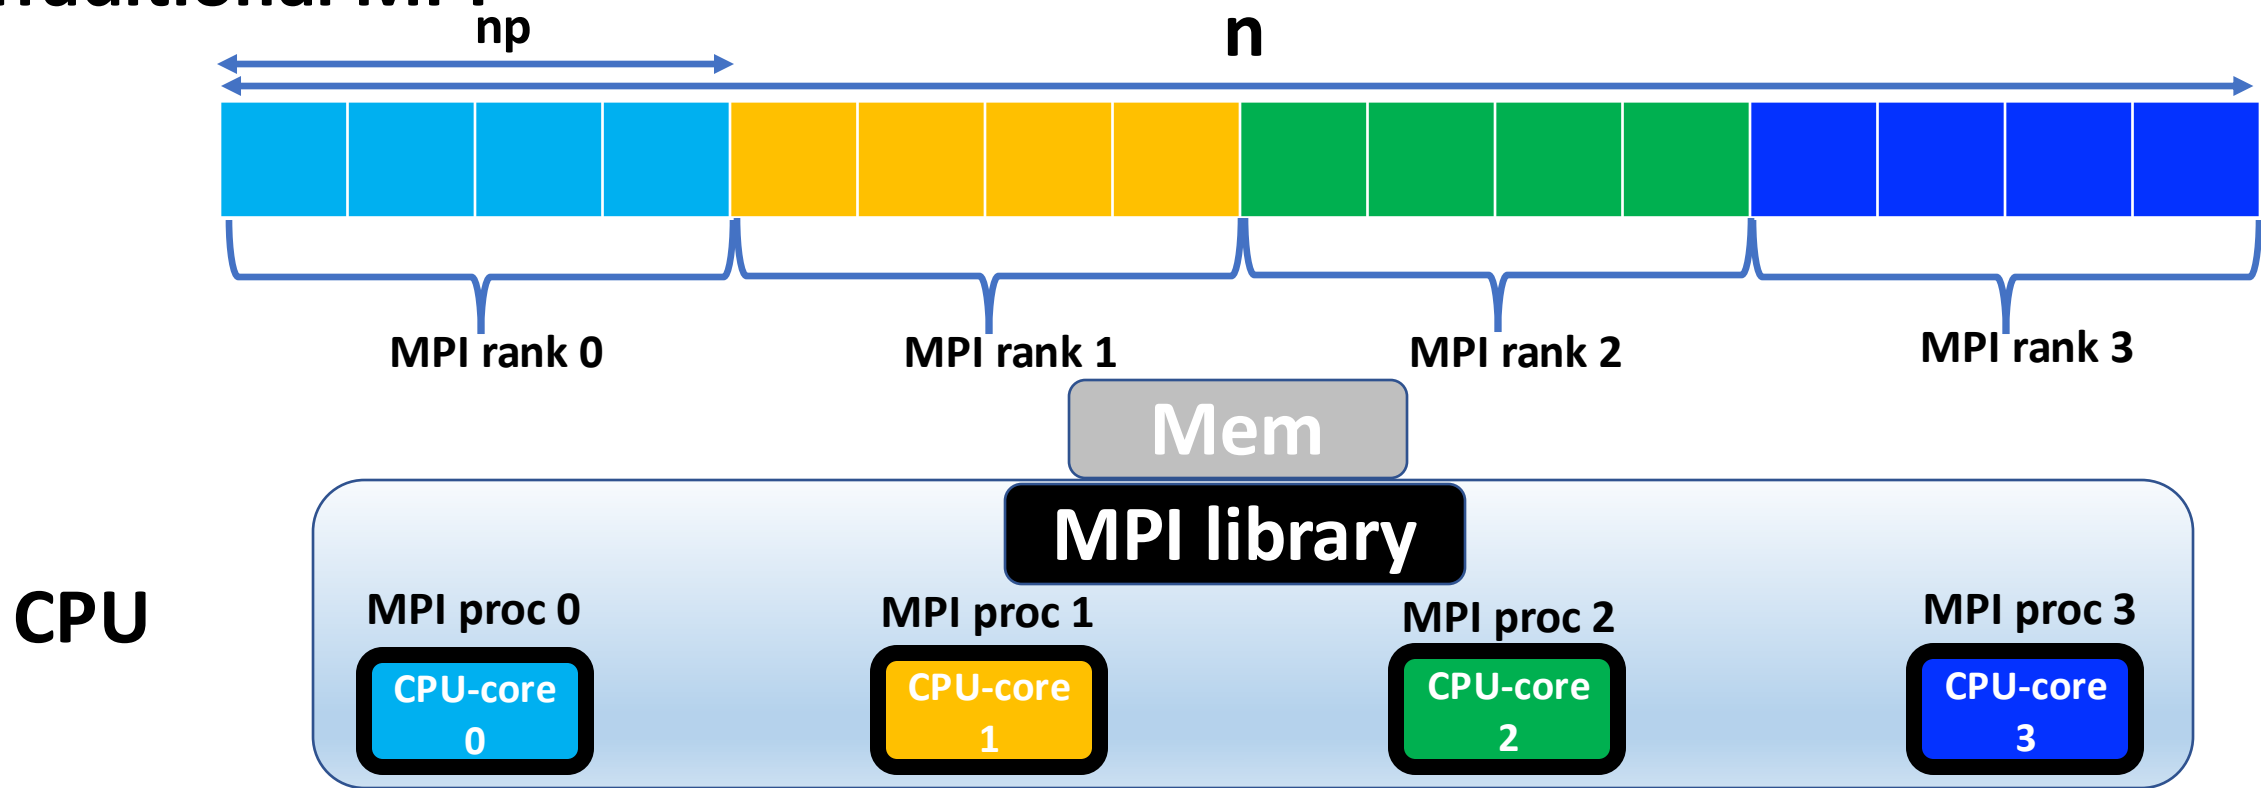 np
n
MPI rank 0
MPI rank 1
MPI rank 2
MPI rank 3
Mem
MPI library
CPU
MPI proc 0
MPI proc 1
MPI proc 2
MPI proc 3
CPU-core
0
CPU-core
1
CPU-core
2
CPU-core
3